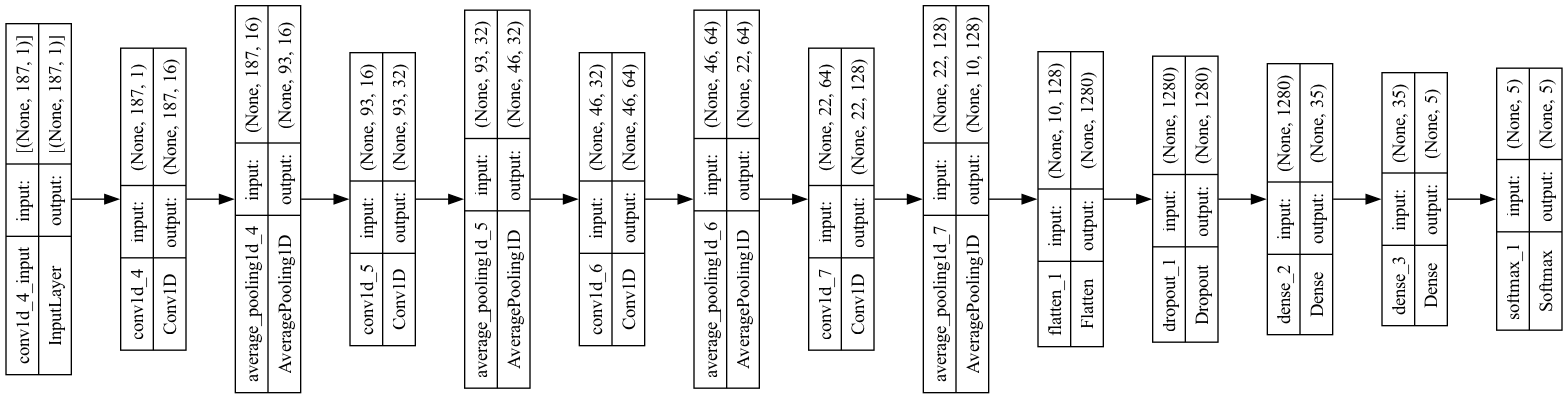 conv1d_4_input input: [(None, 187, 1)]
InputLayer output: [(None, 187, 1)]
conv1d_4 input: (None, 187, 1)
Conv1D output: (None, 187, 16)
average_pooling1d_4 input: (None, 187, 16)
AveragePooling1D output: (None, 93, 16)
conv1d_5 input: (None, 93, 16)
Conv1D output: (None, 93, 32)
average_pooling1d_5 input: (None, 93, 32)
AveragePooling1D output: (None, 46, 32)
conv1d_6 input: (None, 46, 32)
Conv1D output: (None, 46, 64)
average_pooling1d_6 input: (None, 46, 64)
AveragePooling1D output: (None, 22, 64)
conv1d_7 input: (None, 22, 64)
Conv1D output: (None, 22, 128)
average_pooling1d_7 input: (None, 22, 128)
AveragePooling1D output: (None, 10, 128)
flatten_1 input: (None, 10, 128)
Flatten output: (None, 1280)
dropout_1 input: (None, 1280)
Dropout output: (None, 1280)
dense_2 input: (None, 1280)
Dense output: (None, 35)
dense_3 input: (None, 35)
Dense output: (None, 5)
softmax_1 input: (None, 5)
Softmax output: (None, 5)